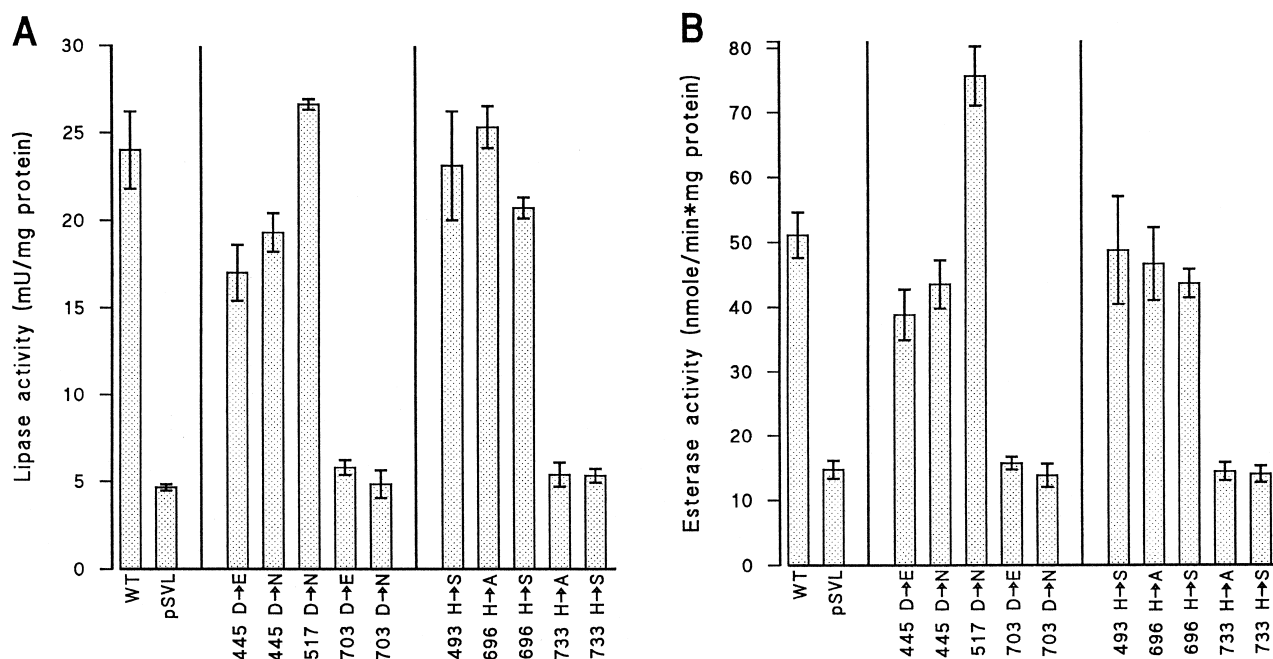 A
Lipase activity (mU/mg protein)
30
25
20
15
10
5
0
WT
pSVL
445 D→E
445 D→N
517 D→N
703 D→E
703 D→N
493 H→S
696 H→A
696 H→S
733 H→A
733 H→S
B
Esterase activity (nmole/min*mg protein)
80
70
60
50
40
30
20
10
0
WT
pSVL
445 D→E
445 D→N
517 D→N
703 D→E
703 D→N
493 H→S
696 H→A
696 H→S
733 H→A
733 H→S